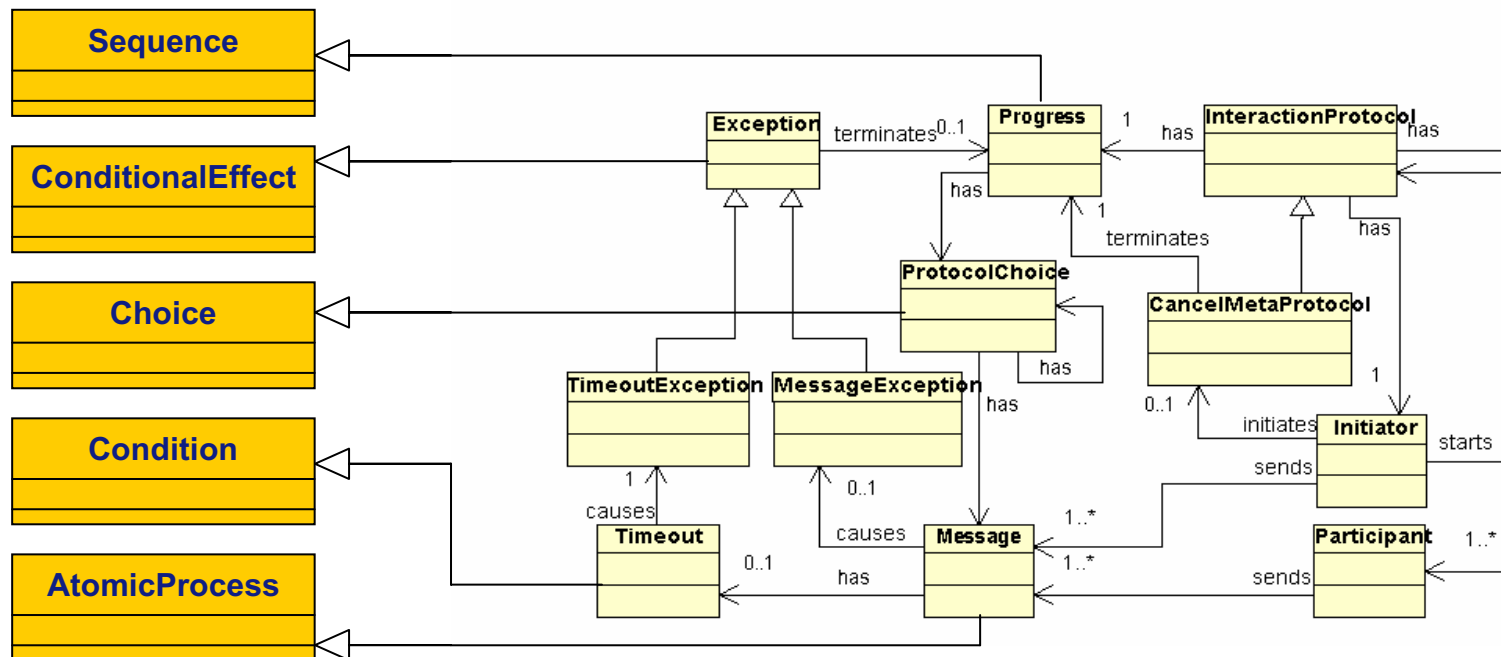 Sequence
ConditionalEffect
Choice
Condition
AtomicProcess
Exception
terminates
0..1
Progress
1
has
InteractionProtocol
has
has
ProtocolChoice
has
has
1
terminates
has
CancelMetaProtocol
0..1
initiates
1
Initiator
starts
sends
TimeoutException
MessageException
1
causes
0..1
causes
Timeout
0..1
has
Message
1..*
1..*
sends
Participant
1..*